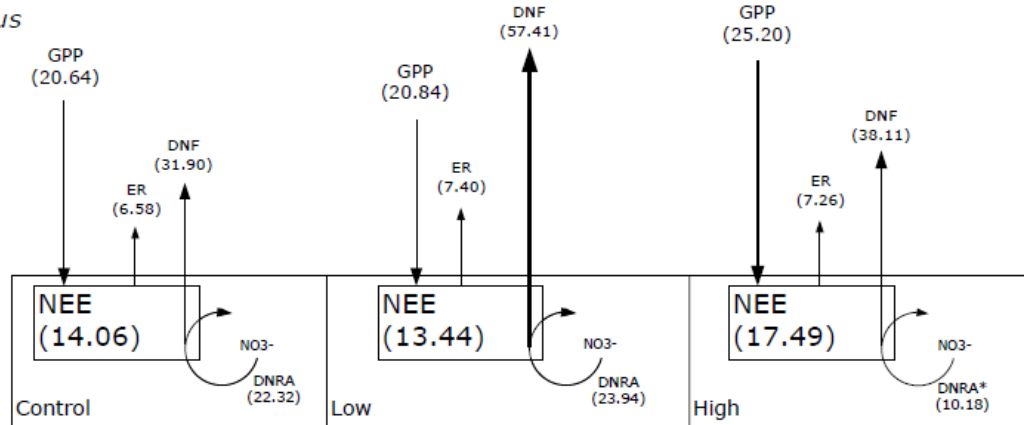 us
GPP
(20.64)
DNF
(31.90)
ER
(6.58)
NEE
(14.06)
NO3-
DNRA
(22.32)
Control
DNF
(57.41)
GPP
(20.84)
ER
(7.40)
NEE
(13.44)
NO3-
DNRA
(23.94)
Low
GPP
(25.20)
DNF
(38.11)
ER
(7.26)
NEE
(17.49)
NO3-
DNRA*
(10.18)
High